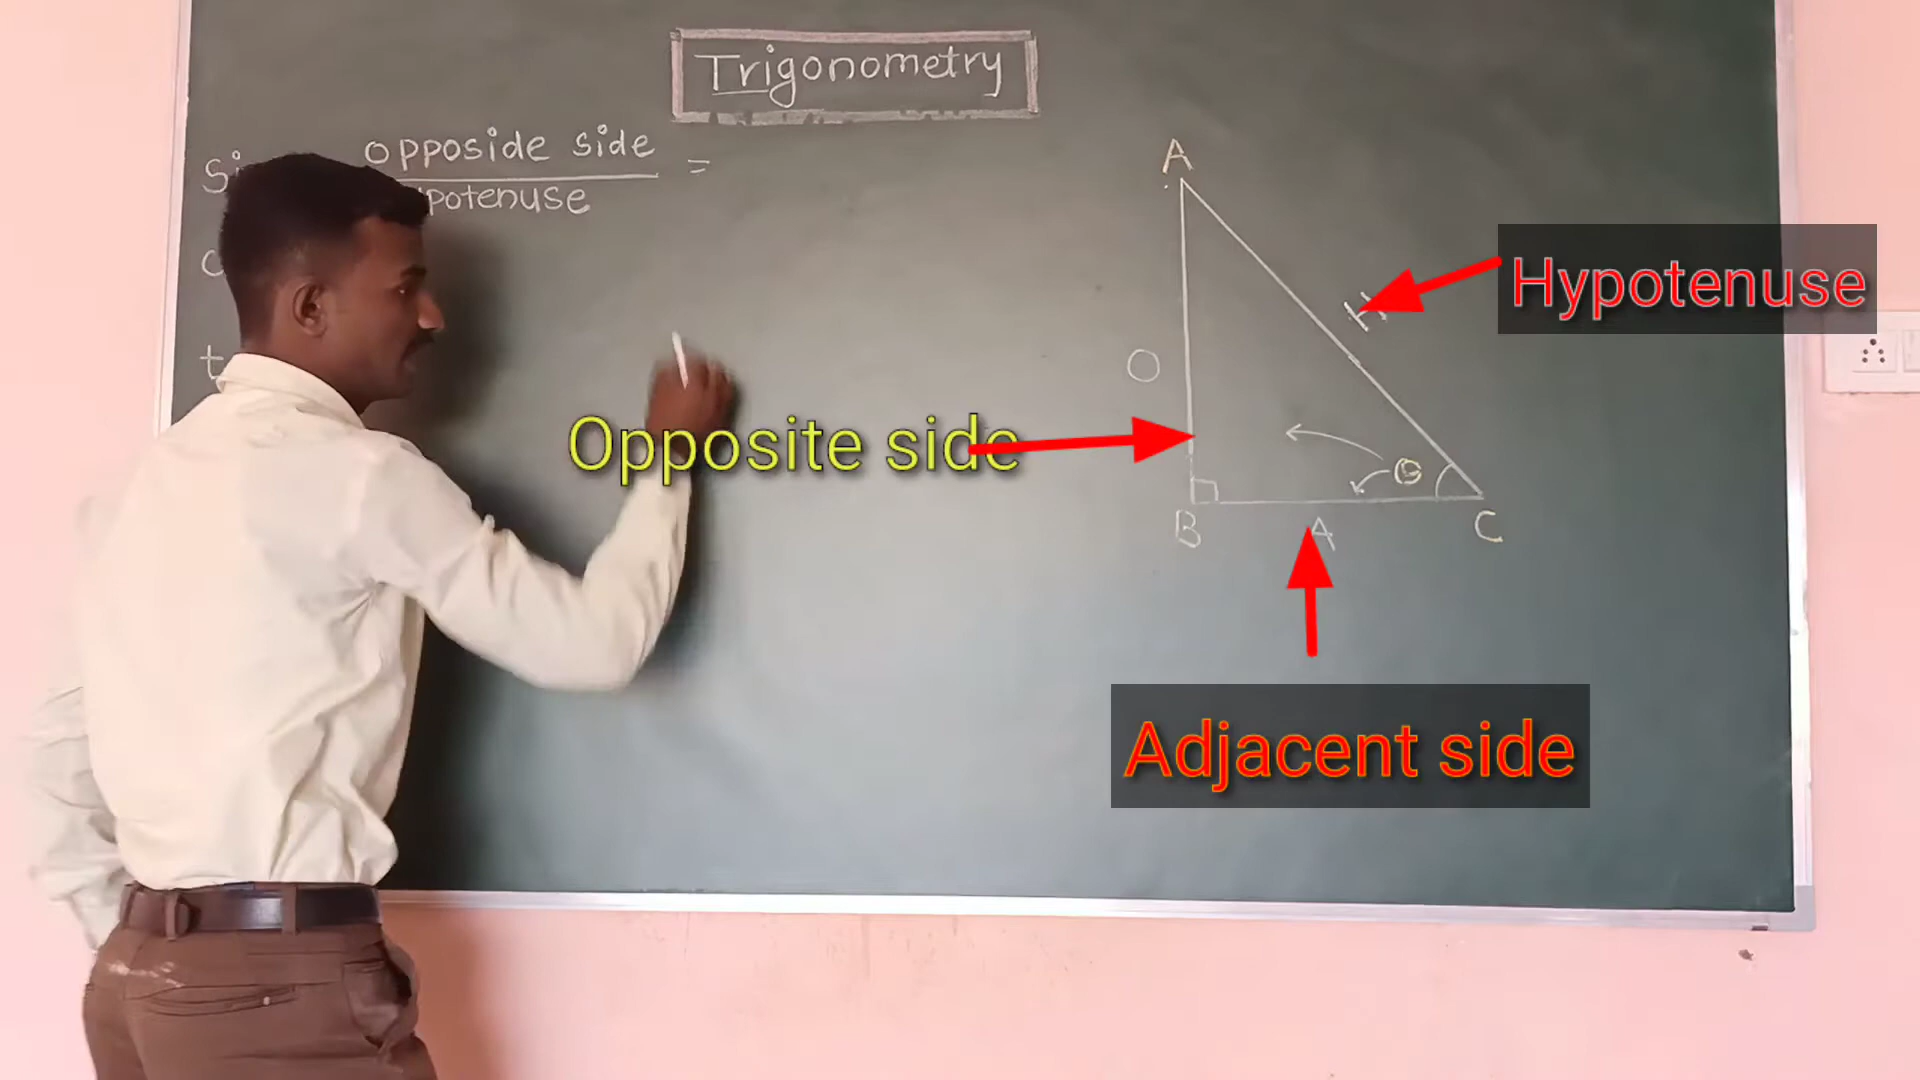 Trigonometry
Opposide side =
potenuse
A
H
Hypotenuse
O
Opposite side
Θ
B
A
C
Adjacent side